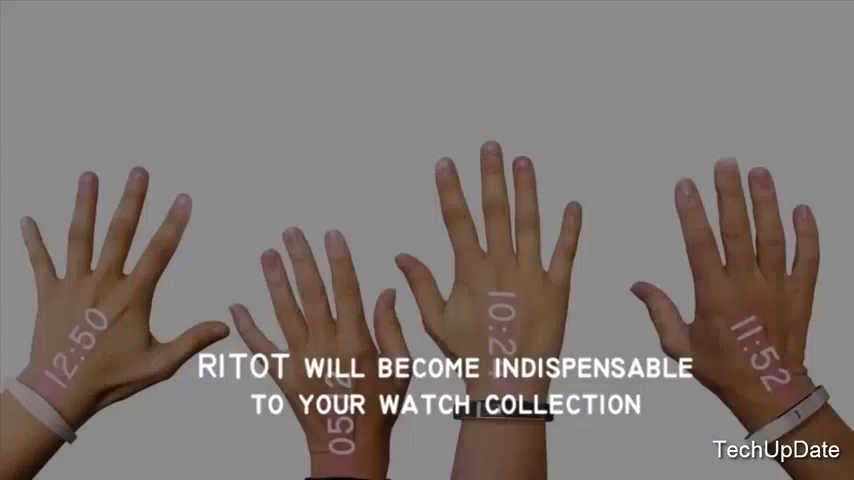 12:50
11:52
RITOT WILL BECOME INDISPENSABLE
TO YOUR WATCH COLLECTION
TechUpDate